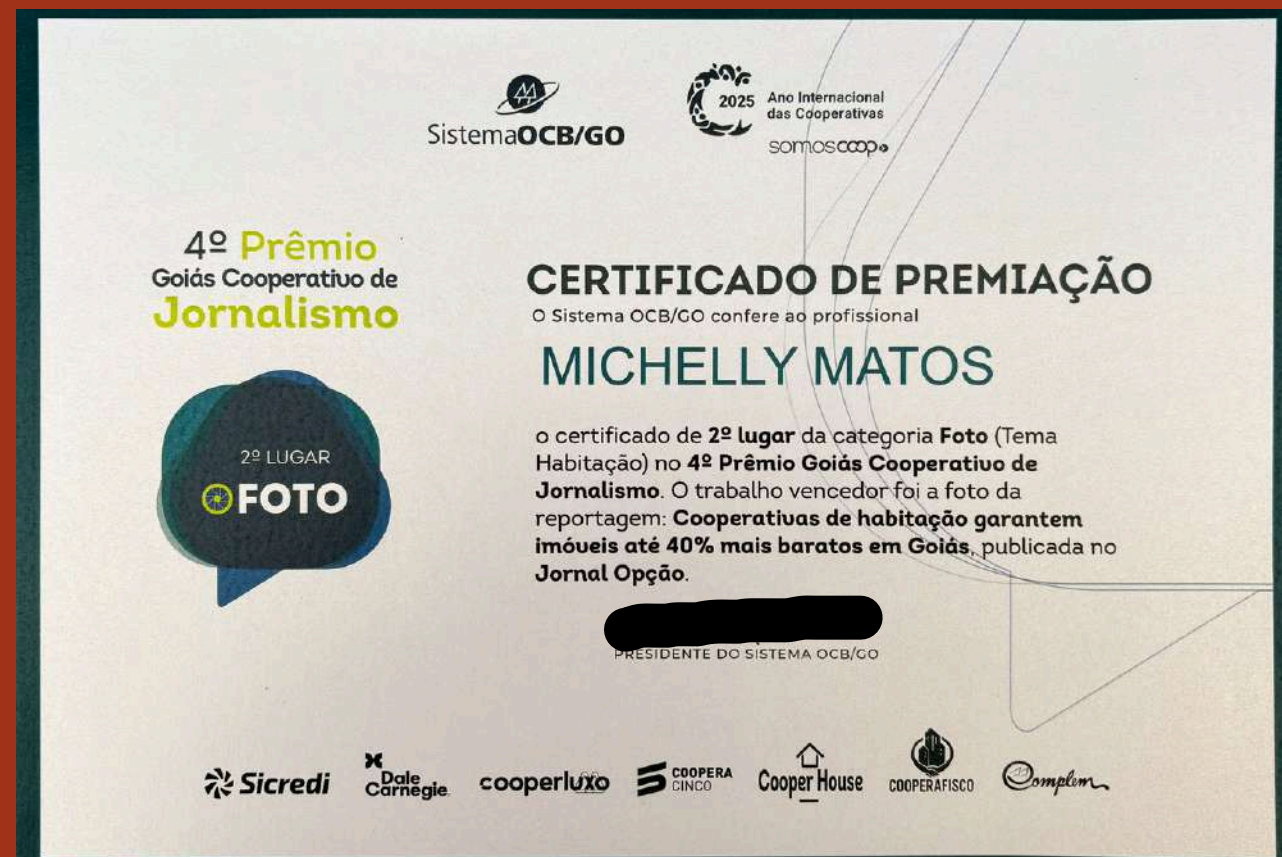 SistemaOCB/GO
2025
Ano Internacional
das Cooperativas
somoscoop
4º Prêmio
Goiás Cooperativo de
Jornalismo
2º LUGAR
FOTO
CERTIFICADO DE PREMIAÇÃO
O Sistema OCB/GO confere ao profissional
MICHELLY MATOS
o certificado de 2º lugar da categoria Foto (Tema
Habitação) no 4º Prêmio Goiás Cooperativo de
Jornalismo. O trabalho vencedor foi a foto da
reportagem: Cooperativas de habitação garantem
imóveis até 40% mais baratos em Goiás, publicada no
Jornal Opção.
PRESIDENTE DO SISTEMA OCB/GO
Sicredi
Dale
Carnegie
cooperluxo
COOPERA
CINCO
Cooper House
COOPERAFISCO
Complem